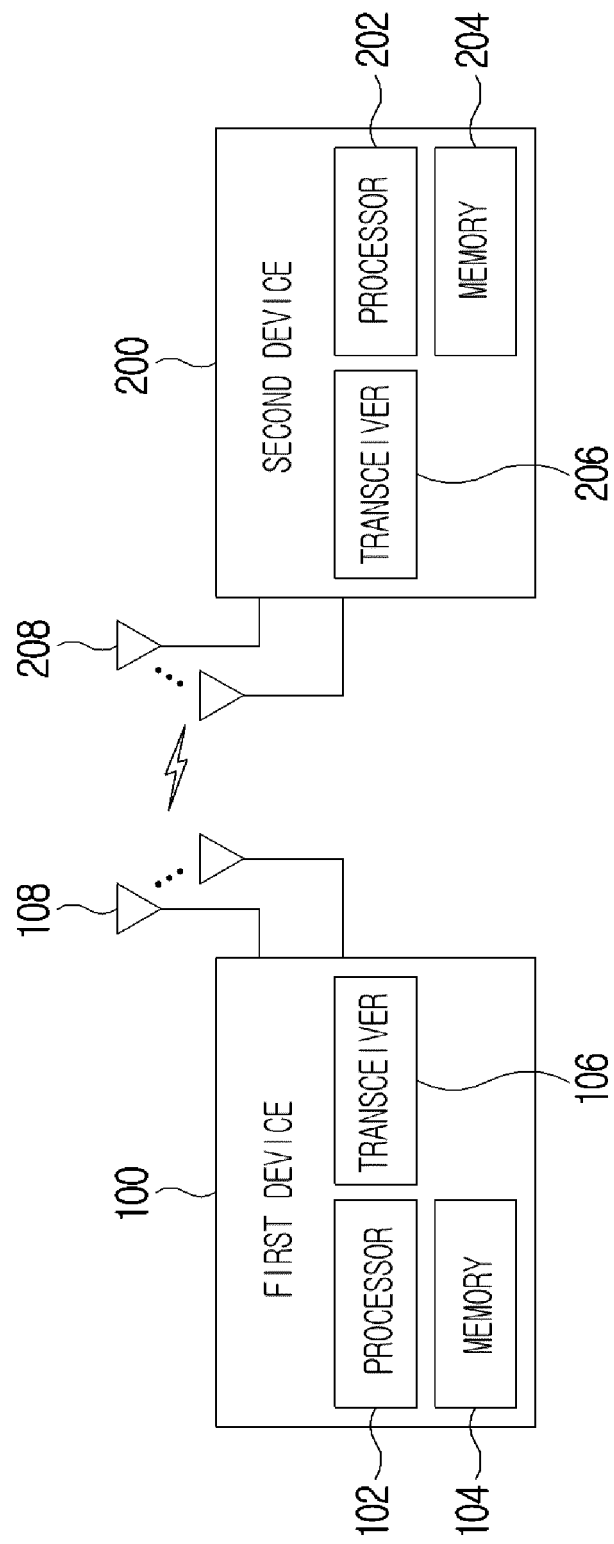 108
208
100
200
FIRST DEVICE
SECOND DEVICE
102
PROCESSOR
TRANSCEIVER
TRANSCEIVER
PROCESSOR
202
104
MEMORY
MEMORY
204
106
206